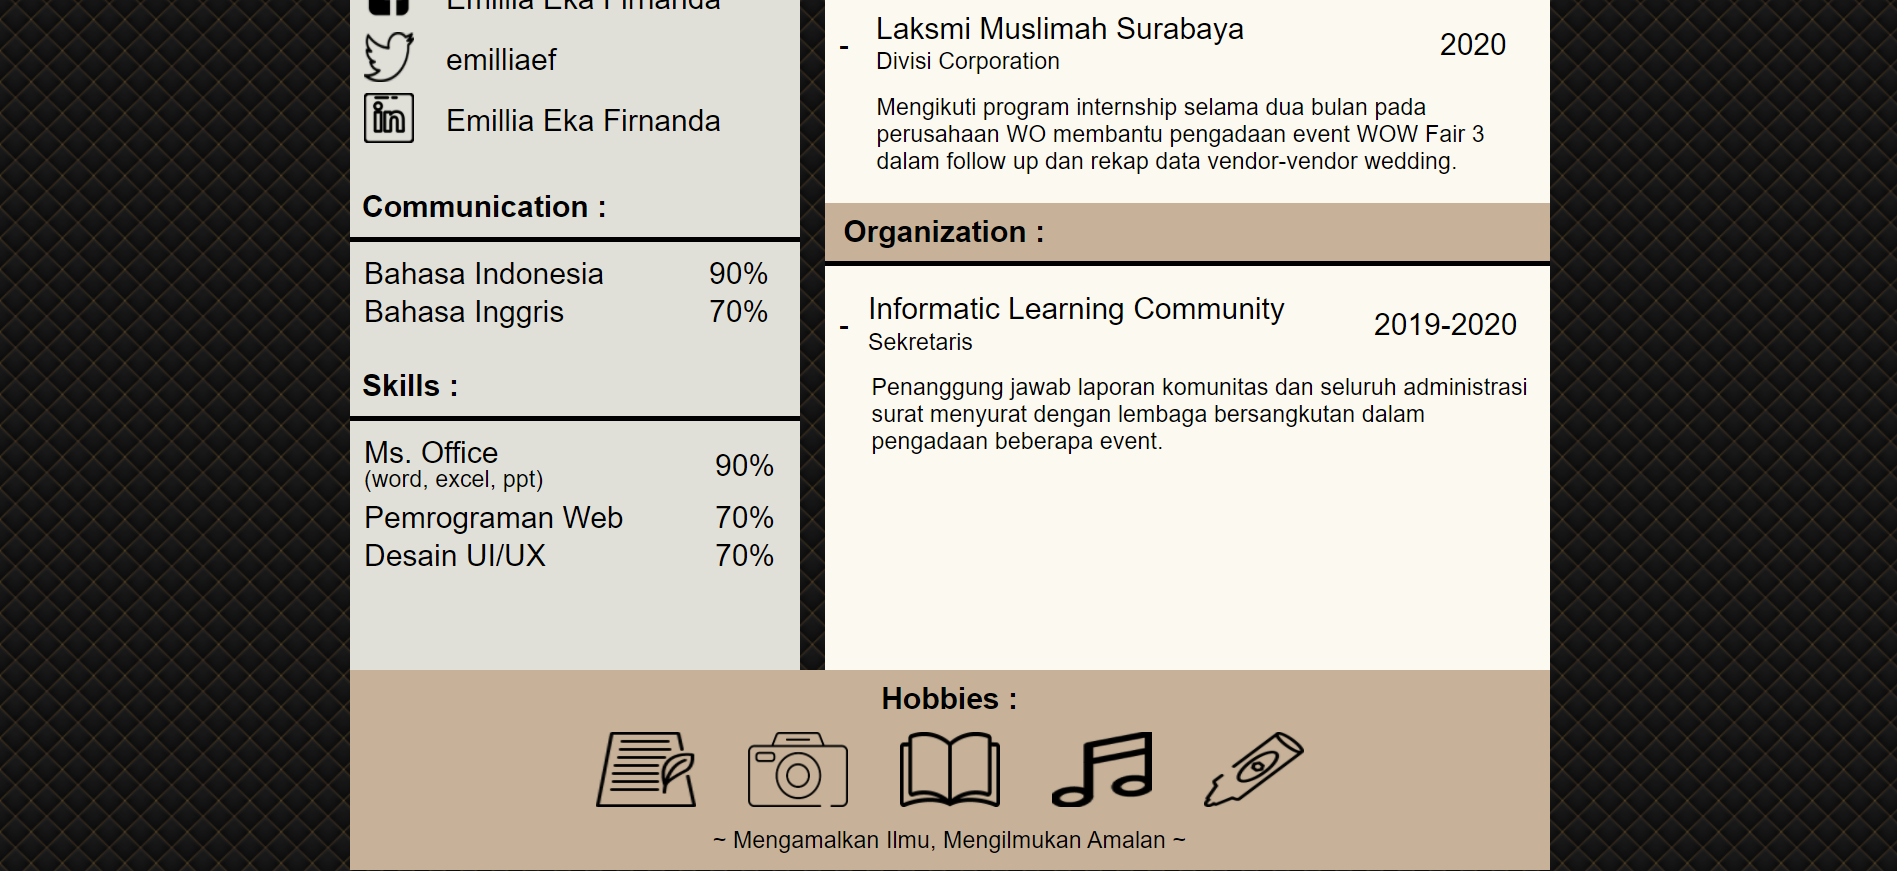 Emillia Eka Firnanda
emilliaef
in
Emillia Eka Firnanda
Communication :
Bahasa Indonesia 90%
Bahasa Inggris 70%
Skills :
Ms. Office
(word, excel, ppt) 90%
Pemrograman Web 70%
Desain UI/UX 70%
- Laksmi Muslimah Surabaya 2020
Divisi Corporation
Mengikuti program internship selama dua bulan pada
perusahaan WO membantu pengadaan event WOW Fair 3
dalam follow up dan rekap data vendor-vendor wedding.
Organization :
- Informatic Learning Community 2019-2020
Sekretaris
Penanggung jawab laporan komunitas dan seluruh administrasi
surat menyurat dengan lembaga bersangkutan dalam
pengadaan beberapa event.
Hobbies :
~ Mengamalkan Ilmu, Mengilmukan Amalan ~